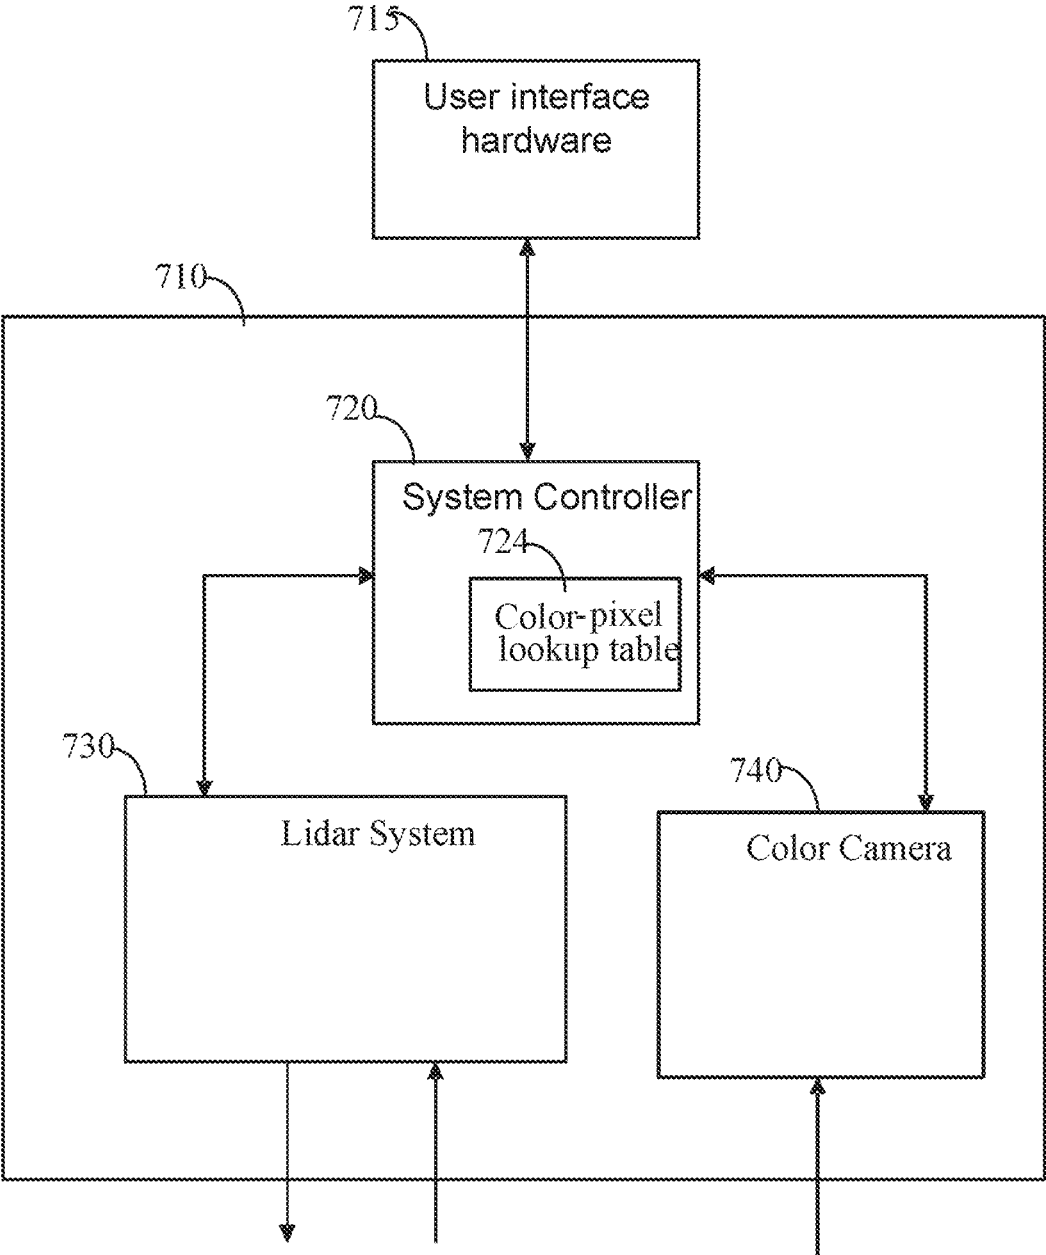 715
User interface
hardware
710
720
System Controller
724
Color-pixel
lookup table
730
Lidar System
740
Color Camera